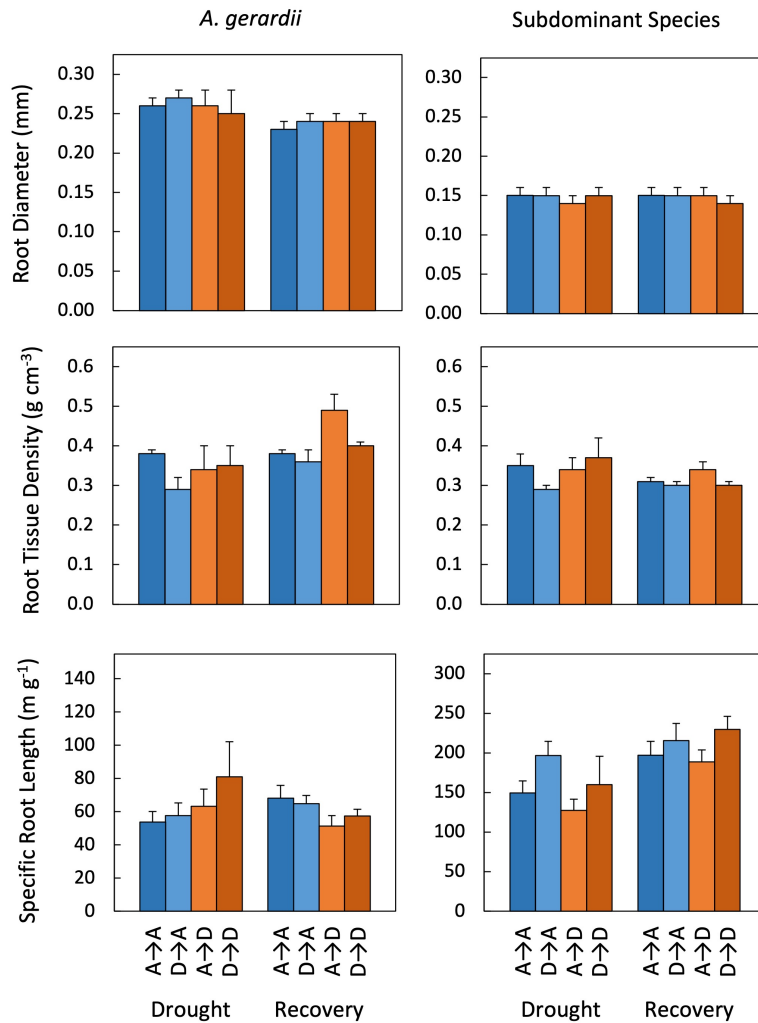 A. gerardii
Subdominant Species
Root Diameter (mm)
0.30
0.25
0.20
0.15
0.10
0.05
0.00
0.30
0.25
0.20
0.15
0.10
0.05
0.00
Root Tissue Density (g cm-3)
0.6
0.5
0.4
0.3
0.2
0.1
0.0
0.6
0.5
0.4
0.3
0.2
0.1
0.0
Specific Root Length (m g-1)
140
120
100
80
60
40
20
0
300
250
200
150
100
50
0
A→A
D→A
A→D
D→D
A→A
D→A
A→D
D→D
A→A
D→A
A→D
D→D
A→A
D→A
A→D
D→D
Drought
Recovery
Drought
Recovery